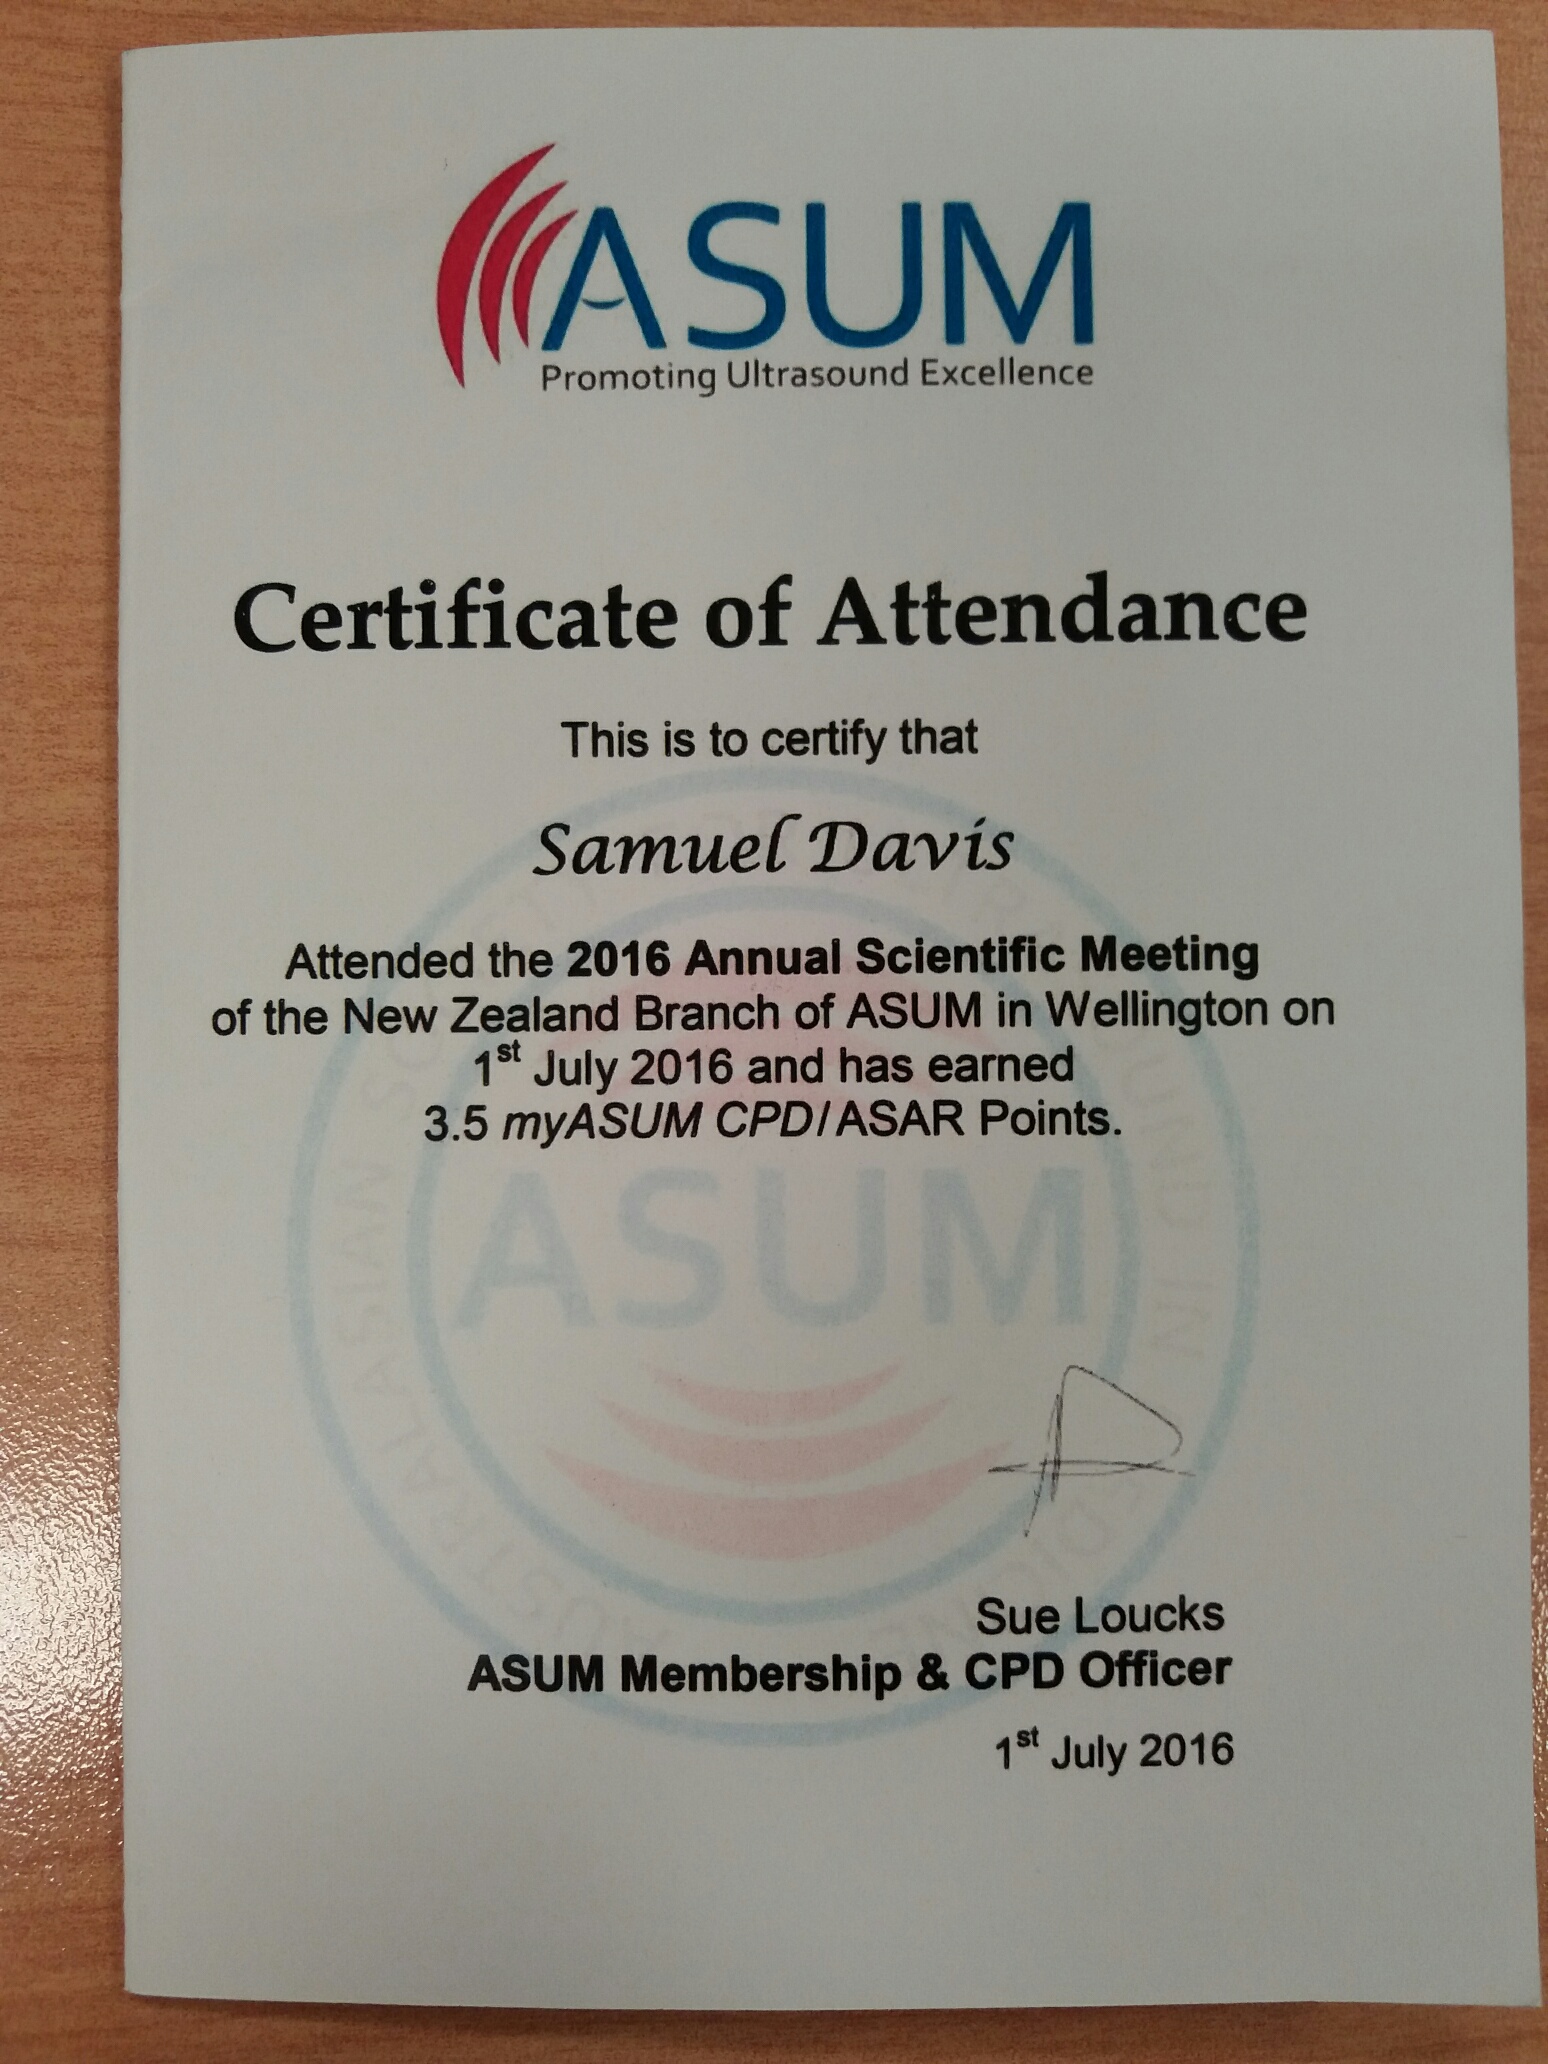 ASUM
Promoting Ultrasound Excellence
Certificate of Attendance
This is to certify that
Samuel Davis
Attended the 2016 Annual Scientific Meeting
of the New Zealand Branch of ASUM in Wellington on
1st July 2016 and has earned
3.5 myASUM CPD/ASAR Points.
ASUM
Sue Loucks
ASUM Membership & CPD Officer
1st July 2016